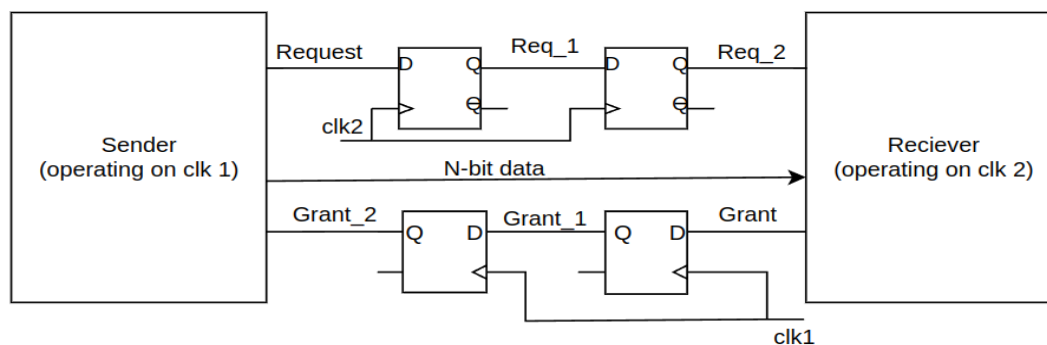 Sender
(operating on clk 1)
Request
D
Q
Q
clk2
Req_1
D
Q
Q
Req_2
N-bit data
Grant_2
Q
D
Grant_1
Q
D
Grant
clk1
Reciever
(operating on clk 2)